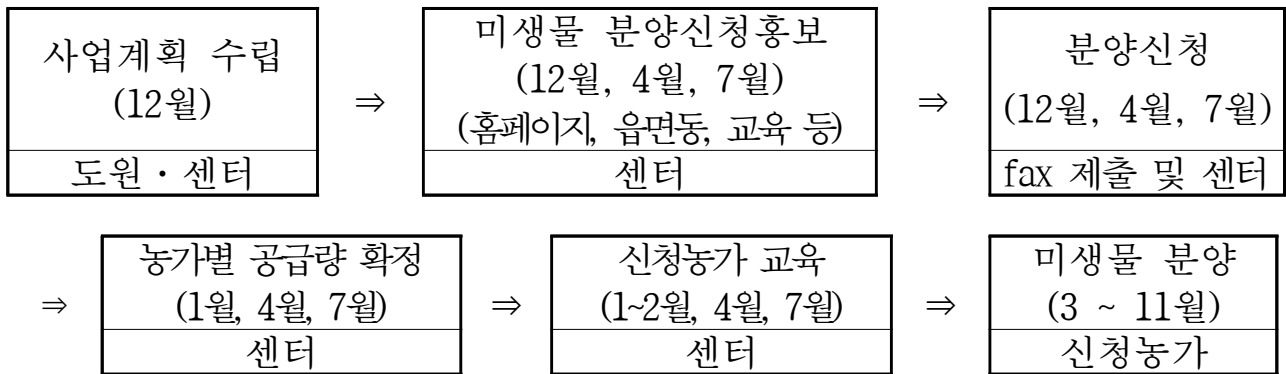 사업계획 수립
(12월)
도원·센터
⇒
미생물 분양신청홍보
(12월, 4월, 7월)
(홈페이지, 읍면동, 교육 등)
센터
⇒
분양신청
(12월, 4월, 7월)
fax 제출 및 센터
⇒
농가별 공급량 확정
(1월, 4월, 7월)
센터
⇒
신청농가 교육
(1~2월, 4월, 7월)
센터
⇒
미생물 분양
(3 ~ 11월)
신청농가